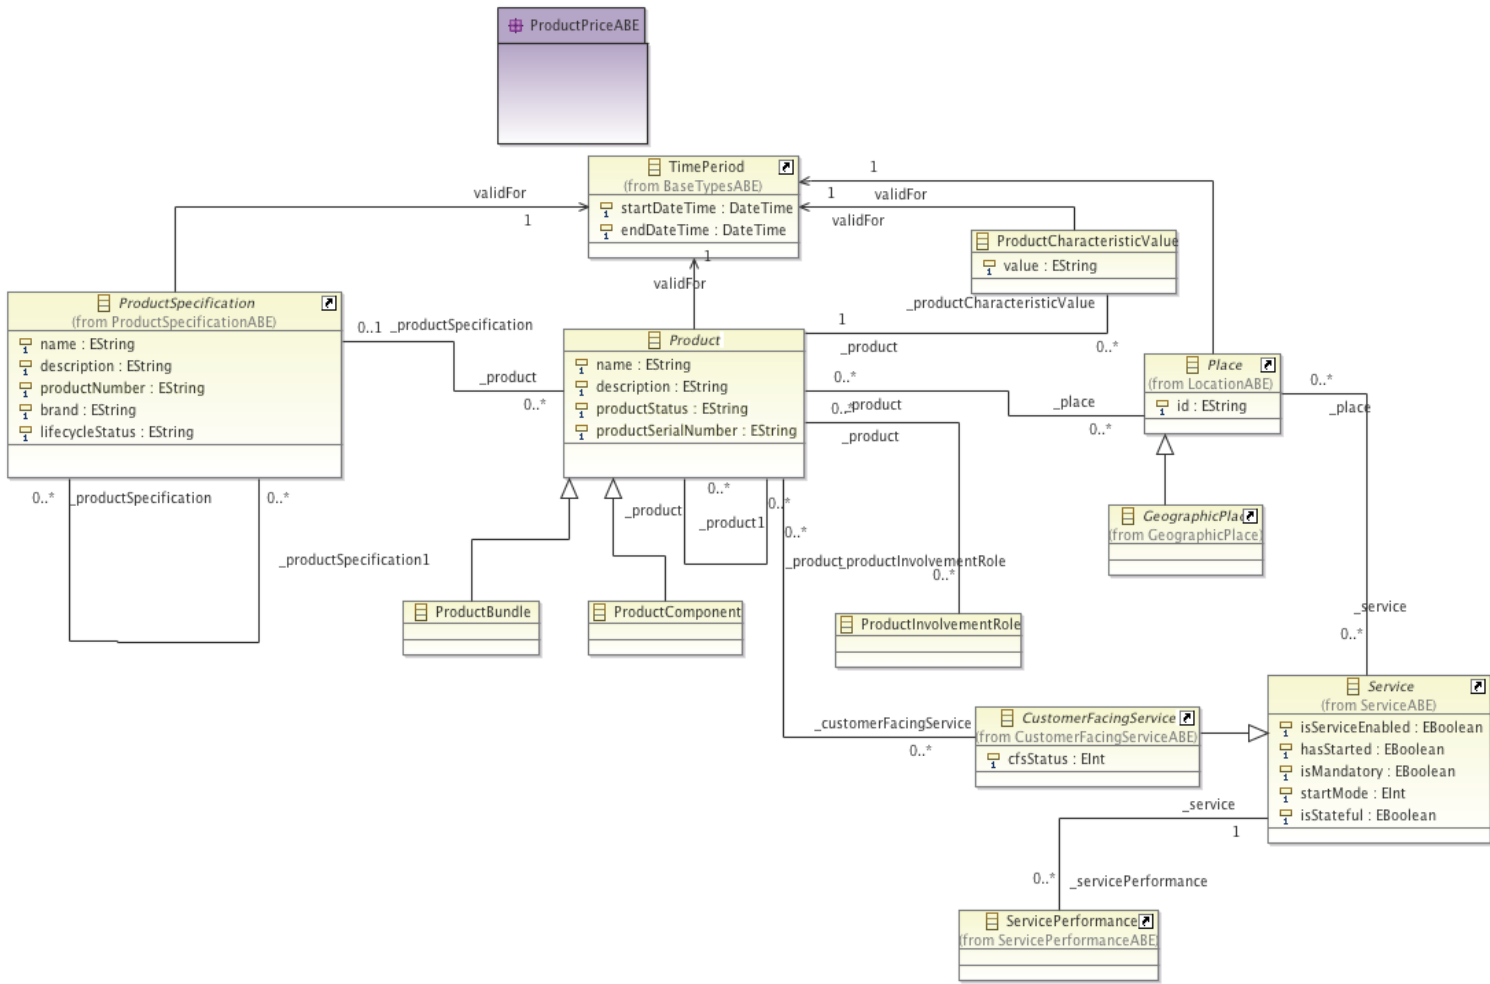 ProductPriceABE
TimePeriod
(from BaseTypesABE)
startDateTime : DateTime
endDateTime : DateTime
1
validFor
1
validFor
1
validFor
1
validFor
ProductCharacteristicValue
value : EString
ProductSpecification
(from ProductSpecificationABE)
name : EString
description : EString
productNumber : EString
brand : EString
lifecycleStatus : EString
0..1
_productSpecification
_product
0..*
Product
name : EString
description : EString
productStatus : EString
productSerialNumber : EString
_productCharacteristicValue
1
_product
0..*
0..*
_product
0..*
_product
_place
0..*
Place
(from LocationABE)
id : EString
0..*
_place
GeographicPlac
(from GeographicPlace)
0..*
_productSpecification
0..*
_productSpecification1
_product
0..*
_product1
0..*
0..*
_product
_productInvolvementRole
0..*
ProductBundle
ProductComponent
ProductInvolvementRole
_service
0..*
_customerFacingService
0..*
CustomerFacingService
(from CustomerFacingServiceABE)
cfsStatus : EInt
Service
(from ServiceABE)
isServiceEnabled : EBoolean
hasStarted : EBoolean
isMandatory : EBoolean
startMode : EInt
isStateful : EBoolean
_service
1
0..*
_servicePerformance
ServicePerformance
(from ServicePerformanceABE)